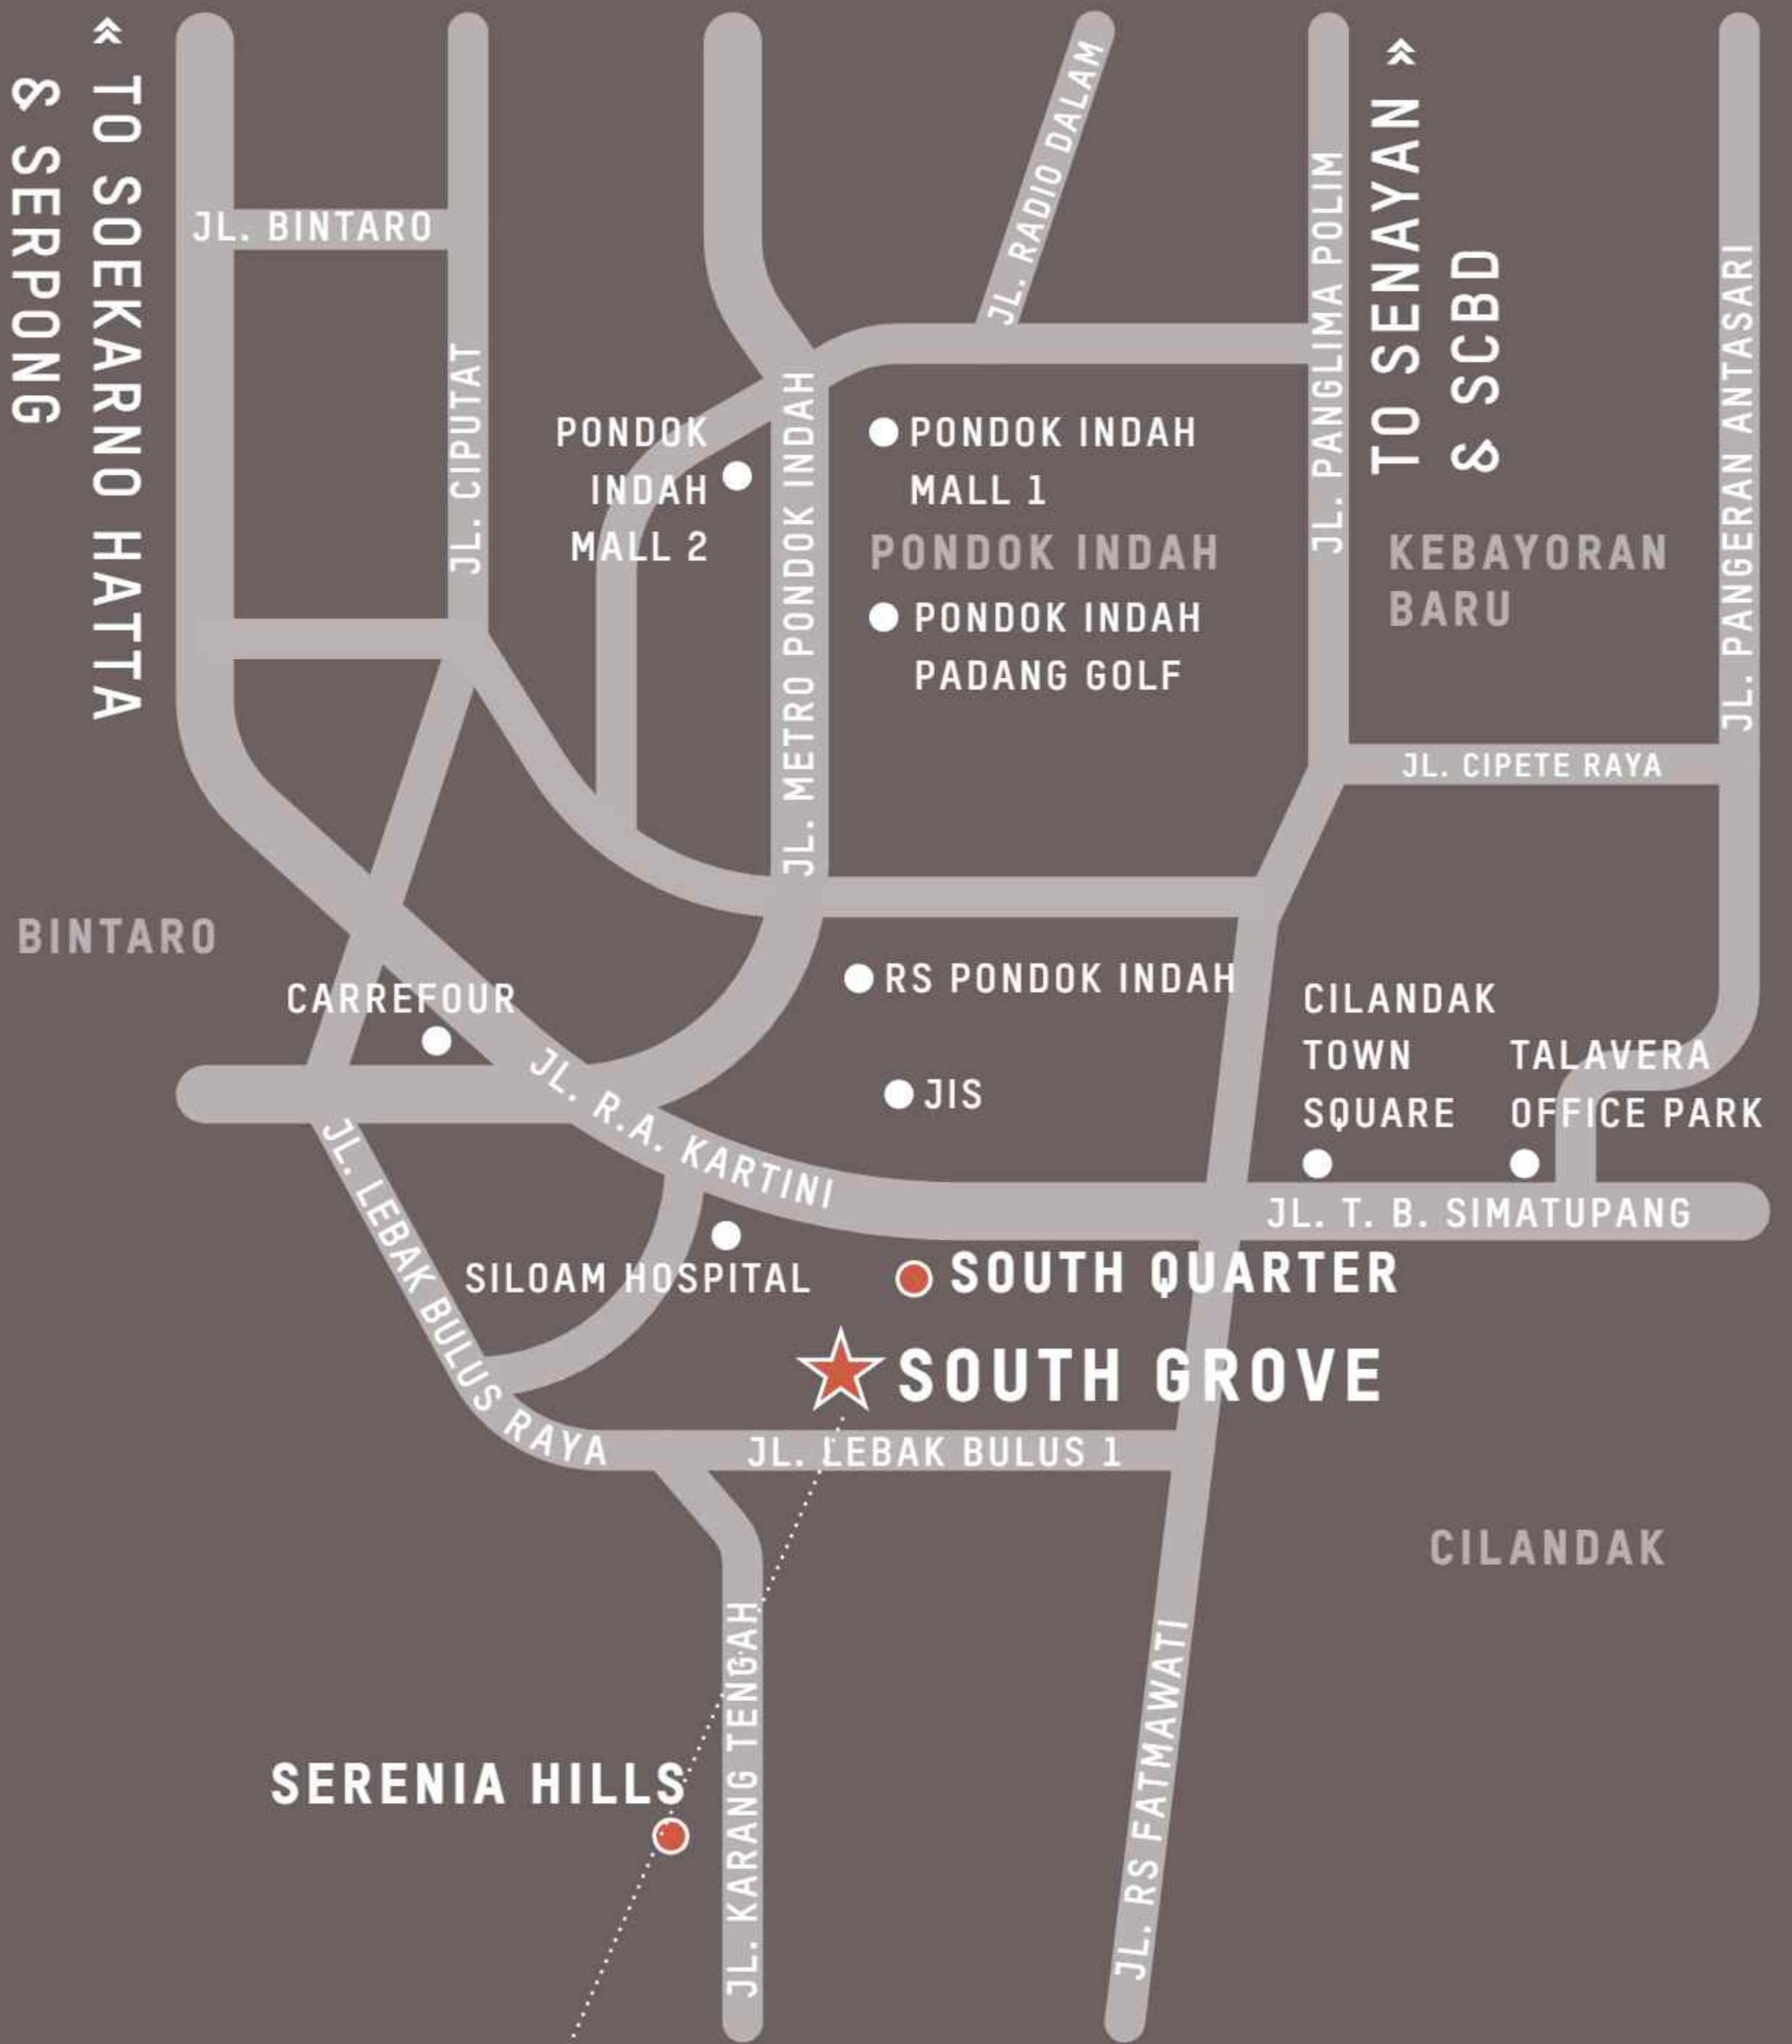 « TO SOEKARNO HATTA
& SERPONG
JL. BINTARO
JL. CIPUTAT
JL. RADIO DALAM
JL. PANGLIMA POLIM
TO SENAYAN »
& SCBD
JL. PANGERAN ANTASARI
PONDOK
INDAH
MALL 2
JL. METRO PONDOK INDAH
PONDOK INDAH
MALL 1
PONDOK INDAH
PONDOK INDAH
PADANG GOLF
KEBAYORAN
BARU
JL. CIPETE RAYA
BINTARO
CARREFOUR
RS PONDOK INDAH
JIS
CILANDAK
TOWN
SQUARE
TALAVERA
OFFICE PARK
JL. R.A. KARTINI
JL. T. B. SIMATUPANG
JL. LEBAK BULUS RAYA
SILOAM HOSPITAL
SOUTH QUARTER
SOUTH GROVE
JL. LEBAK BULUS 1
CILANDAK
JL. KARANG TENGAH
JL. RS FATMAWATI
SERENIA HILLS